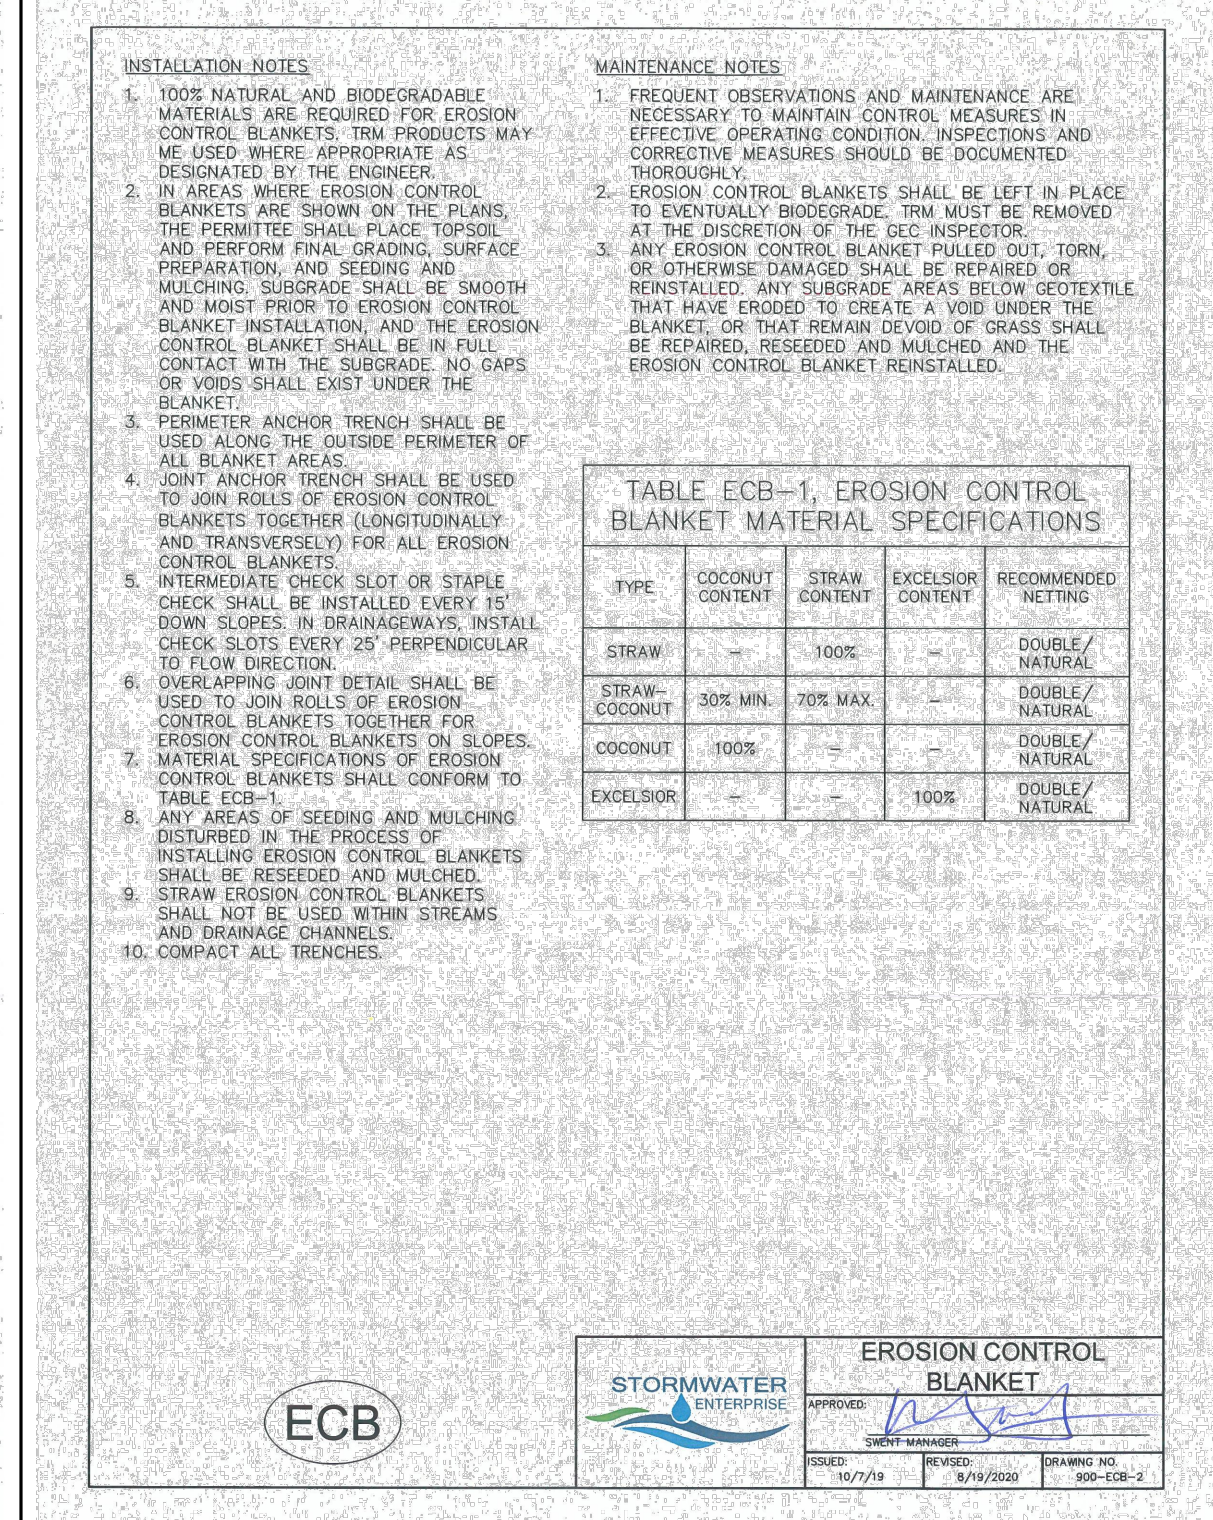 INSTALLATION NOTES
1. 100% NATURAL AND BIODEGRADABLE
MATERIALS ARE REQUIRED FOR EROSION
CONTROL BLANKETS. TRM PRODUCTS MAY
ME USED WHERE APPROPRIATE AS
DESIGNATED BY THE ENGINEER.
2. IN AREAS WHERE EROSION CONTROL
BLANKETS ARE SHOWN ON THE PLANS,
THE PERMITTEE SHALL PLACE TOPSOIL
AND PERFORM FINAL GRADING, SURFACE
PREPARATION, AND SEEDING AND
MULCHING. SUBGRADE SHALL BE SMOOTH
AND MOIST PRIOR TO EROSION CONTROL
BLANKET INSTALLATION, AND THE EROSION
CONTROL BLANKET SHALL BE IN FULL
CONTACT WITH THE SUBGRADE. NO GAPS
OR VOIDS SHALL EXIST UNDER THE
BLANKET.
3. PERIMETER ANCHOR TRENCH SHALL BE
USED ALONG THE OUTSIDE PERIMETER OF
ALL BLANKET AREAS.
4. JOINT ANCHOR TRENCH SHALL BE USED
TO JOIN ROLLS OF EROSION CONTROL
BLANKETS TOGETHER (LONGITUDINALLY
AND TRANSVERSELY) FOR ALL EROSION
CONTROL BLANKETS.
5. INTERMEDIATE CHECK SLOT OR STAPLE
CHECK SHALL BE INSTALLED EVERY 15'
DOWN SLOPES. IN DRAINAGEWAYS, INSTALL
CHECK SLOTS EVERY 25' PERPENDICULAR
TO FLOW DIRECTION.
6. OVERLAPPING JOINT DETAIL SHALL BE
USED TO JOIN ROLLS OF EROSION
CONTROL BLANKETS TOGETHER FOR
EROSION CONTROL BLANKETS ON SLOPES.
7. MATERIAL SPECIFICATIONS OF EROSION
CONTROL BLANKETS SHALL CONFORM TO
TABLE ECB-1.
8. ANY AREAS OF SEEDING AND MULCHING
DISTURBED IN THE PROCESS OF
INSTALLING EROSION CONTROL BLANKETS
SHALL BE RESEEDED AND MULCHED.
9. STRAW EROSION CONTROL BLANKETS
SHALL NOT BE USED WITHIN STREAMS
AND DRAINAGE CHANNELS.
10. COMPACT ALL TRENCHES.
MAINTENANCE NOTES
1. FREQUENT OBSERVATIONS AND MAINTENANCE ARE
NECESSARY TO MAINTAIN CONTROL MEASURES IN
EFFECTIVE OPERATING CONDITION. INSPECTIONS AND
CORRECTIVE MEASURES SHOULD BE DOCUMENTED
THOROUGHLY.
2. EROSION CONTROL BLANKETS SHALL BE LEFT IN PLACE
TO EVENTUALLY BIODEGRADE. TRM MUST BE REMOVED
AT THE DISCRETION OF THE GEC INSPECTOR.
3. ANY EROSION CONTROL BLANKET PULLED OUT, TORN,
OR OTHERWISE DAMAGED SHALL BE REPAIRED OR
REINSTALLED. ANY SUBGRADE AREAS BELOW GEOTEXTILE
THAT HAVE ERODED TO CREATE A VOID UNDER THE
BLANKET, OR THAT REMAIN DEVOID OF GRASS SHALL
BE REPAIRED, RESEEDED AND MULCHED AND THE
EROSION CONTROL BLANKET REINSTALLED.
TABLE ECB-1, EROSION CONTROL
BLANKET MATERIAL SPECIFICATIONS
TYPE COCONUT CONTENT STRAW CONTENT EXCELSIOR CONTENT RECOMMENDED NETTING
STRAW - 100% - DOUBLE/ NATURAL
STRAW-COCONUT 30% MIN. 70% MAX. - DOUBLE/ NATURAL
COCONUT 100% - - DOUBLE/ NATURAL
EXCELSIOR - - 100% DOUBLE/ NATURAL
ECB
STORMWATER
ENTERPRISE
EROSION CONTROL
BLANKET
APPROVED:
SWENT MANAGER
ISSUED: 10/7/19
REVISED: 8/19/2020
DRAWING NO. 900-ECB-2